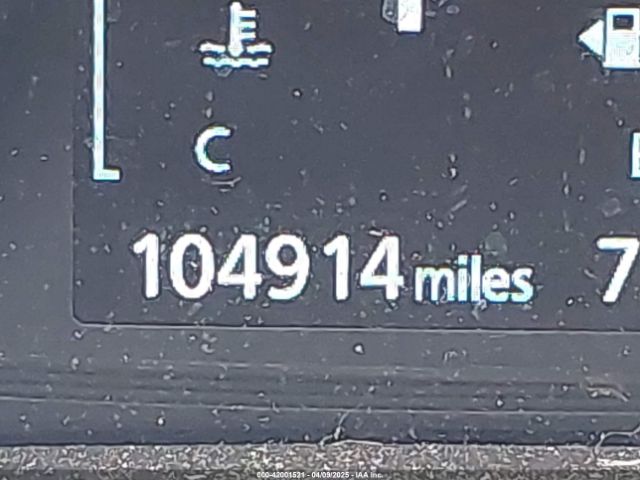 C
E
104914 miles 7
000-42001521 - 04/09/2025 - IAA Inc.